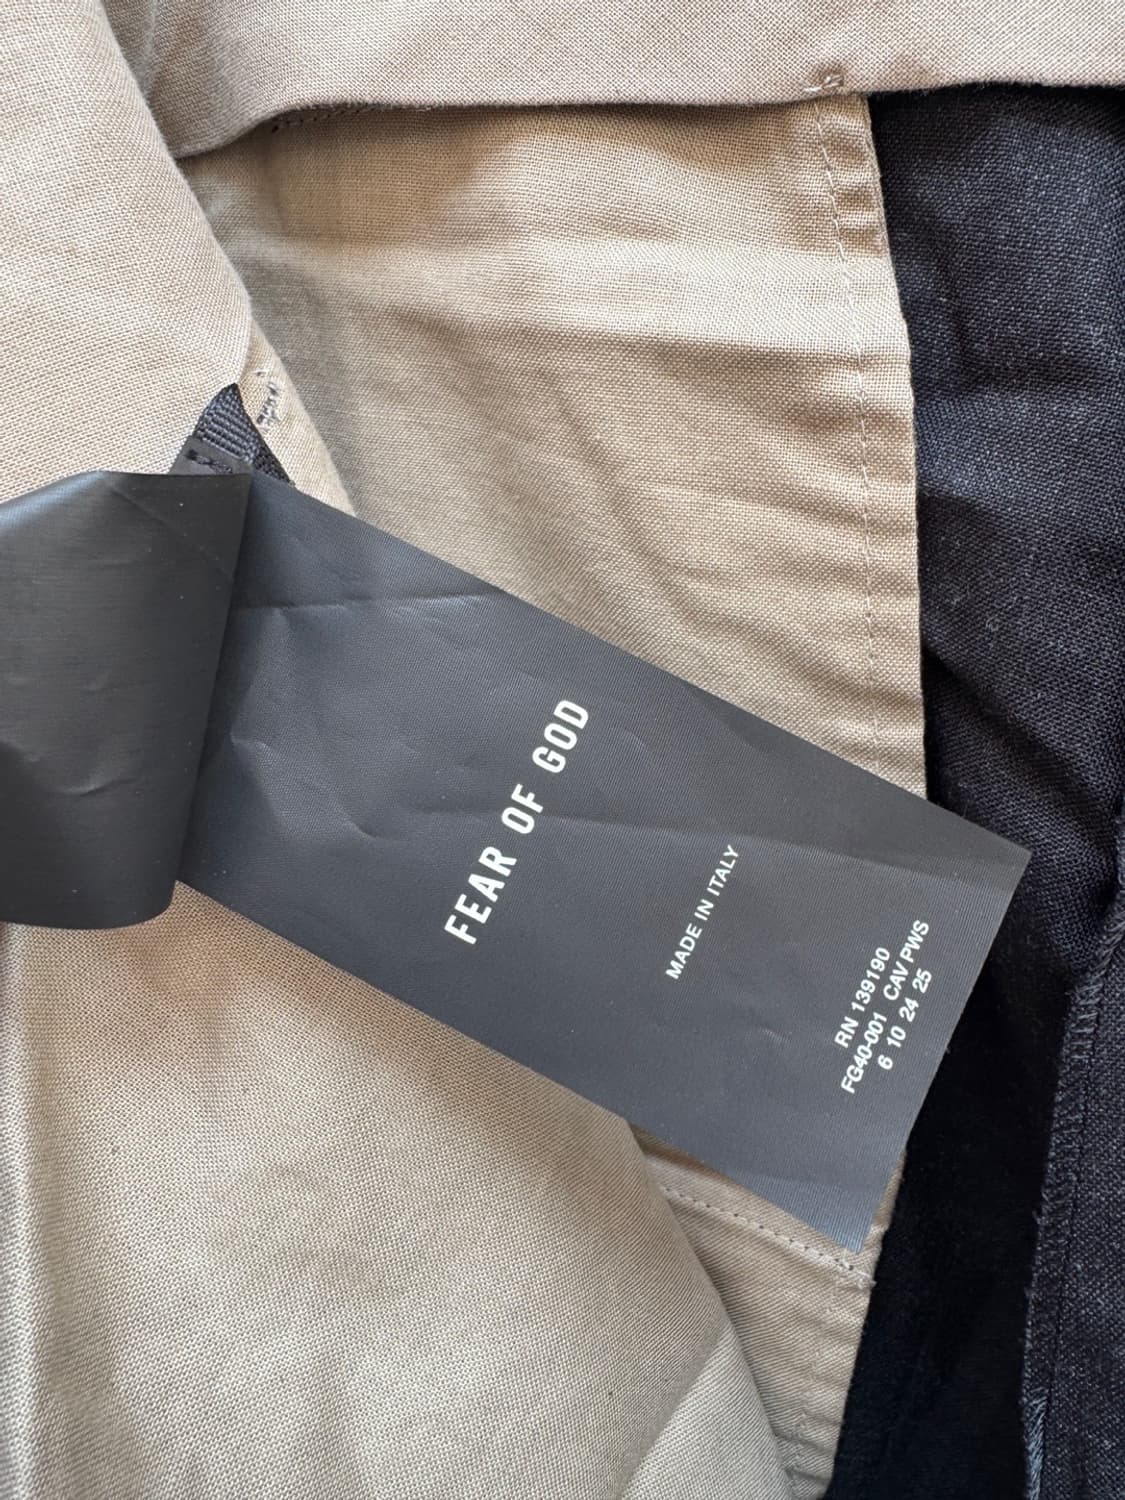 FEAR OF GOD
MADE IN ITALY
RN 139190
FG40-001 CAV PWS
6 10 24 25